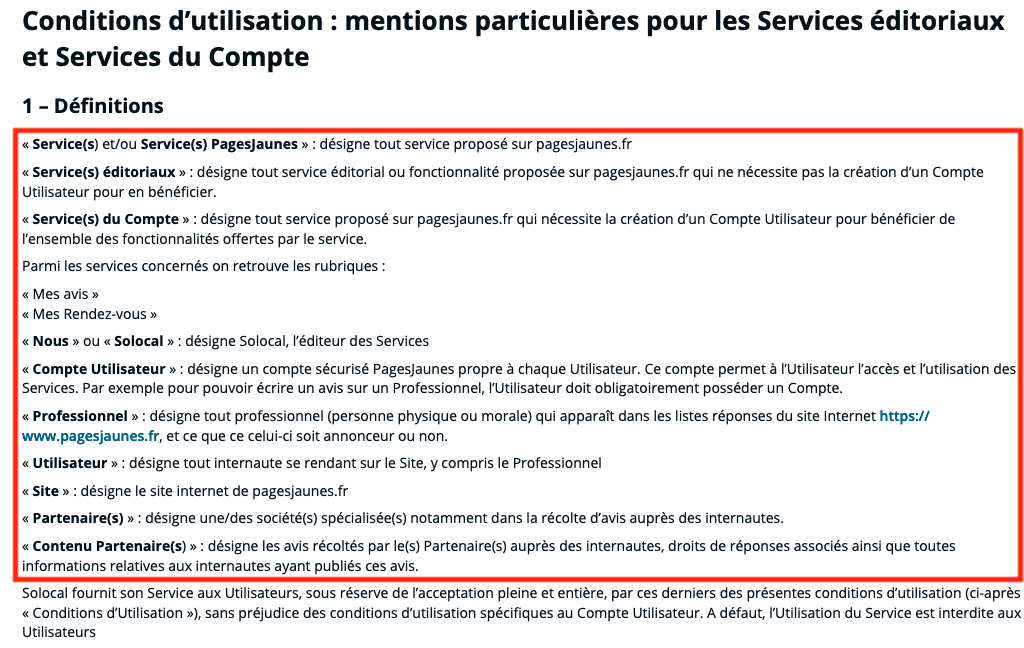 Conditions d’utilisation : mentions particulières pour les Services éditoriaux
et Services du Compte
1 – Définitions
« Service(s) et/ou Service(s) PagesJaunes » : désigne tout service proposé sur pagesjaunes.fr
« Service(s) éditoriaux » : désigne tout service éditorial ou fonctionnalité proposée sur pagesjaunes.fr qui ne nécessite pas la création d’un Compte
Utilisateur pour en bénéficier.
« Service(s) du Compte » : désigne tout service proposé sur pagesjaunes.fr qui nécessite la création d’un Compte Utilisateur pour bénéficier de
l’ensemble des fonctionnalités offertes par le service.
Parmi les services concernés on retrouve les rubriques :
« Mes avis »
« Mes Rendez-vous »
« Nous » ou « Solocal » : désigne Solocal, l’éditeur des Services
« Compte Utilisateur » : désigne un compte sécurisé PagesJaunes propre à chaque Utilisateur. Ce compte permet à l’Utilisateur l’accès et l’utilisation des
Services. Par exemple pour pouvoir écrire un avis sur un Professionnel, l’Utilisateur doit obligatoirement posséder un Compte.
« Professionnel » : désigne tout professionnel (personne physique ou morale) qui apparaît dans les listes réponses du site Internet https://
www.pagesjaunes.fr, et ce que ce celui-ci soit annonceur ou non.
« Utilisateur » : désigne tout internaute se rendant sur le Site, y compris le Professionnel
« Site » : désigne le site internet de pagesjaunes.fr
« Partenaire(s) » : désigne une/des société(s) spécialisée(s) notamment dans la récolte d’avis auprès des internautes.
« Contenu Partenaire(s) » : désigne les avis récoltés par le(s) Partenaire(s) auprès des internautes, droits de réponses associés ainsi que toutes
informations relatives aux internautes ayant publiés ces avis.
Solocal fournit son Service aux Utilisateurs, sous réserve de l’acceptation pleine et entière, par ces derniers des présentes conditions d’utilisation (ci-après
« Conditions d’Utilisation »), sans préjudice des conditions d’utilisation spécifiques au Compte Utilisateur. A défaut, l’Utilisation du Service est interdite aux
Utilisateurs